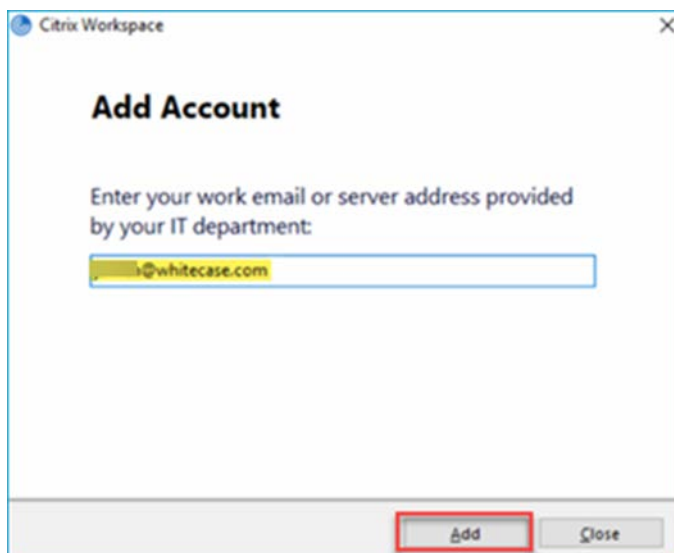 Citrix Workspace
Add Account
Enter your work email or server address provided
by your IT department:
@whitecase.com
Add
Close